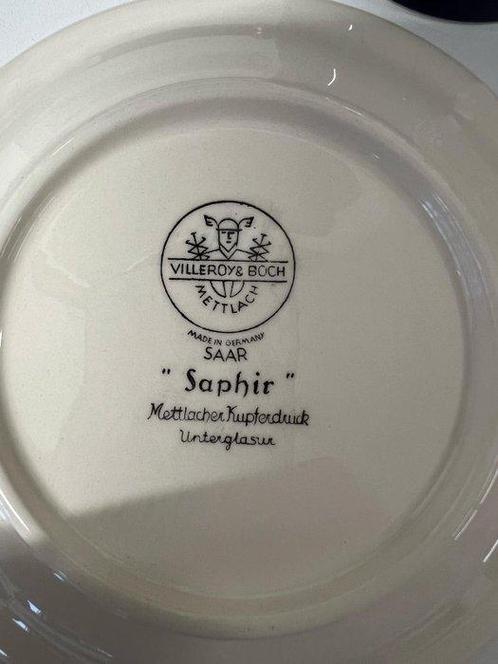 VILLEROY & BOCH
METTLACH
MADE IN GERMANY
SAAR
"Saphir"
Mettlacher Kupferdruck
Unterglasur